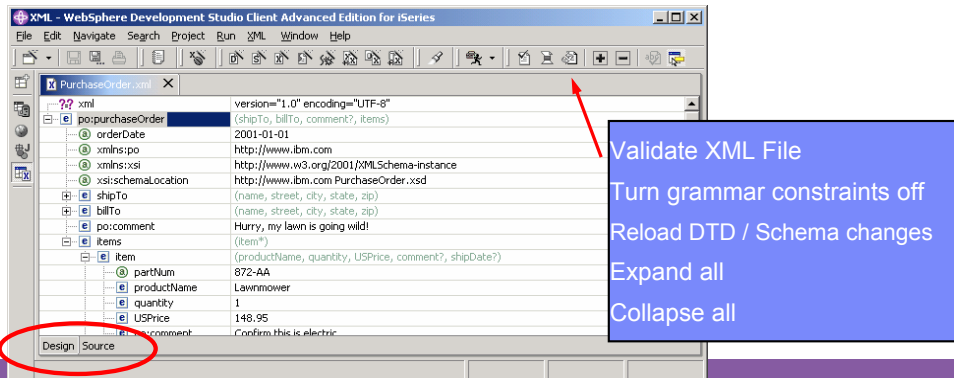 XML - WebSphere Development Studio Client Advanced Edition for iSeries
File Edit Navigate Search Project Run XML Window Help
PurchaseOrder.xml
?? xml version="1.0" encoding="UTF-8"
e po:purchaseOrder (shipTo, billTo, comment?, items)
a orderDate 2001-01-01
a xmlns:po http://www.ibm.com
a xmlns:xsi http://www.w3.org/2001/XMLSchema-instance
a xsi:schemaLocation http://www.ibm.com PurchaseOrder.xsd
e shipTo (name, street, city, state, zip)
e billTo (name, street, city, state, zip)
e po:comment Hurry, my lawn is going wild!
e items (item*)
e item (productName, quantity, USPrice, comment?, shipDate?)
a partNum 872-AA
e productName Lawnmower
e quantity 1
e USPrice 148.95
e po:comment Confirm this is electric
Design Source
Validate XML File
Turn grammar constraints off
Reload DTD / Schema changes
Expand all
Collapse all